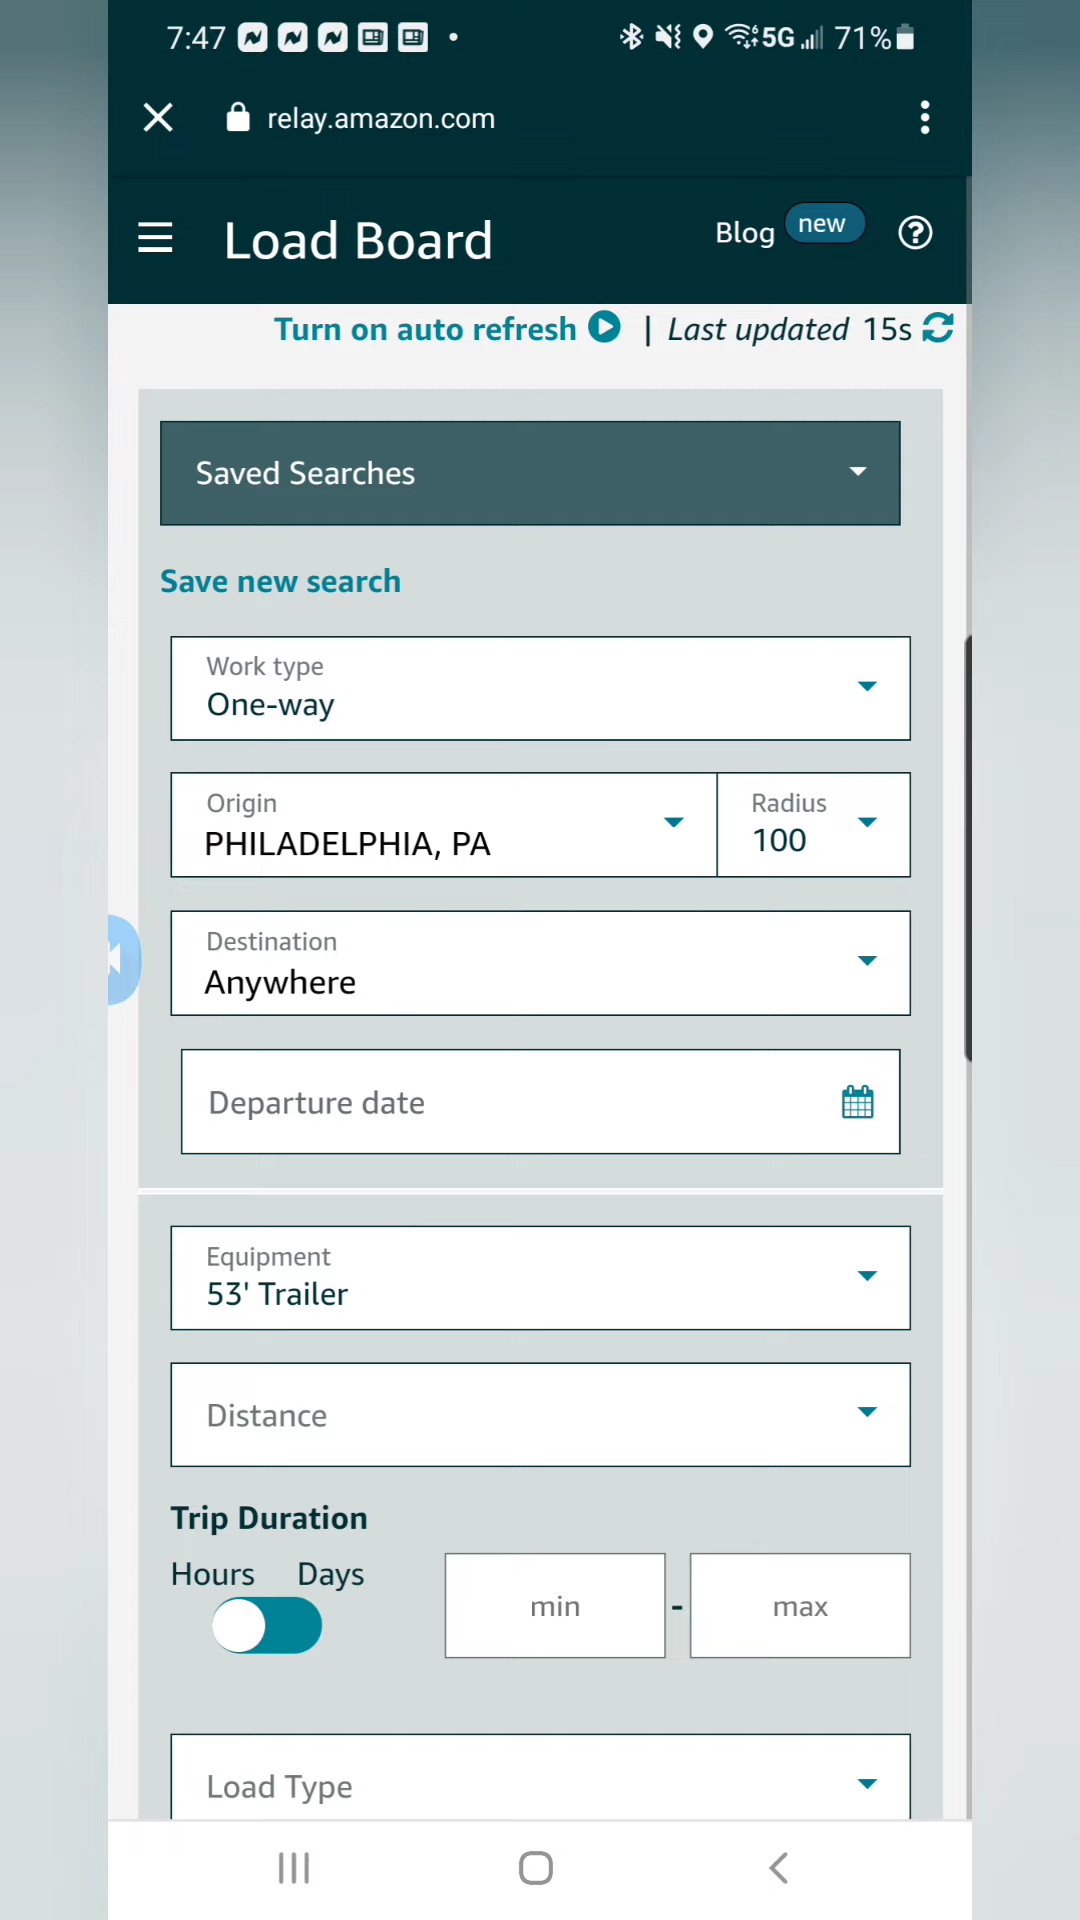 7:47 5G 71%
relay.amazon.com
Load Board Blog new
Turn on auto refresh | Last updated 15s
Saved Searches
Save new search
Work type
One-way
Origin Radius
PHILADELPHIA, PA 100
Destination
Anywhere
Departure date
Equipment
53' Trailer
Distance
Trip Duration
Hours Days
min - max
Load Type